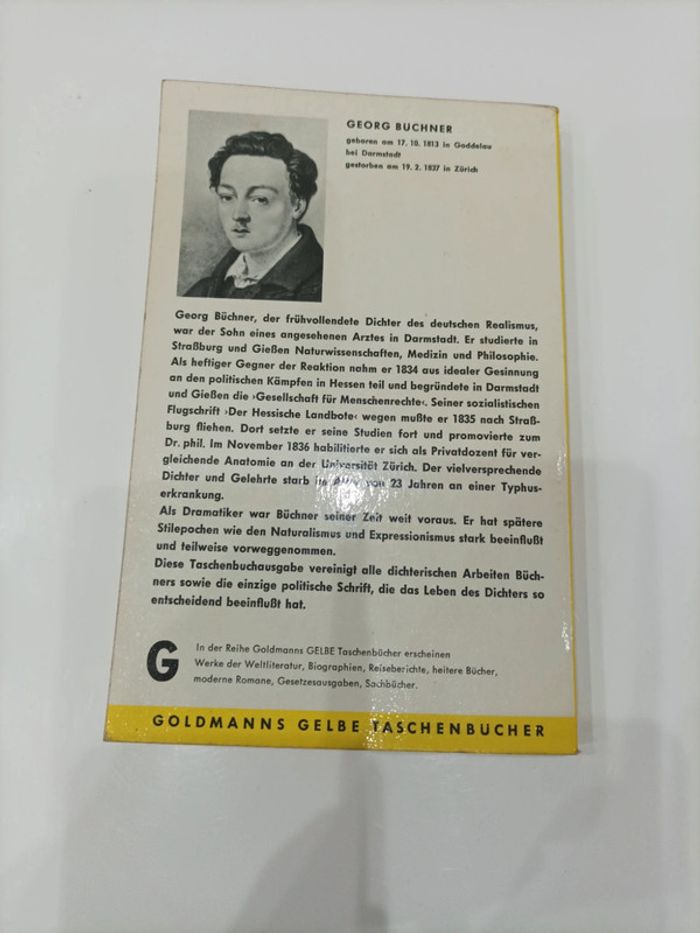 GEORG BÜCHNER
geboren am 17. 10. 1813 in Goddelau
bei Darmstadt
gestorben am 19. 2. 1837 in Zürich
Georg Büchner, der frühvollendete Dichter des deutschen Realismus,
war der Sohn eines angesehenen Arztes in Darmstadt. Er studierte in
Straßburg und Gießen Naturwissenschaften, Medizin und Philosophie.
Als heftiger Gegner der Reaktion nahm er 1834 aus idealer Gesinnung
an den politischen Kämpfen in Hessen teil und begründete in Darmstadt
und Gießen die ›Gesellschaft für Menschenrechte‹. Seiner sozialistischen
Flugschrift ›Der Hessische Landbote‹ wegen mußte er 1835 nach Straß-
burg fliehen. Dort setzte er seine Studien fort und promovierte zum
Dr. phil. Im November 1836 habilitierte er sich als Privatdozent für ver-
gleichende Anatomie an der Universität Zürich. Der vielversprechende
Dichter und Gelehrte starb im Alter von 23 Jahren an einer Typhus-
erkrankung.
Als Dramatiker war Büchner seiner Zeit weit voraus. Er hat spätere
Stilepochen wie den Naturalismus und Expressionismus stark beeinflußt
und teilweise vorweggenommen.
Diese Taschenbuchausgabe vereinigt alle dichterischen Arbeiten Büch-
ners sowie die einzige politische Schrift, die das Leben des Dichters so
entscheidend beeinflußt hat.
G
In der Reihe Goldmanns GELBE Taschenbücher erscheinen
Werke der Weltliteratur, Biographien, Reiseberichte, heitere Bücher,
moderne Romane, Gesetzesausgaben, Sachbücher.
GOLDMANNS GELBE TASCHENBÜCHER